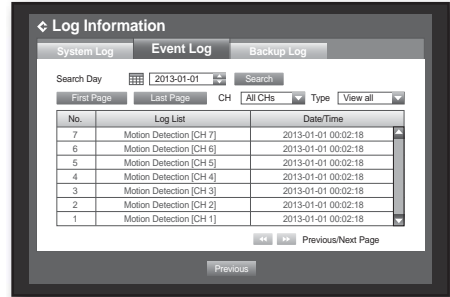 Log Information
System Log Event Log Backup Log
Search Day 2013-01-01 Search
First Page Last Page CH All CHs Type View all
No. Log List Date/Time
7 Motion Detection [CH 7] 2013-01-01 00:02:18
6 Motion Detection [CH 6] 2013-01-01 00:02:18
5 Motion Detection [CH 5] 2013-01-01 00:02:18
4 Motion Detection [CH 4] 2013-01-01 00:02:18
3 Motion Detection [CH 3] 2013-01-01 00:02:18
2 Motion Detection [CH 2] 2013-01-01 00:02:18
1 Motion Detection [CH 1] 2013-01-01 00:02:18
Previous/Next Page
Previous